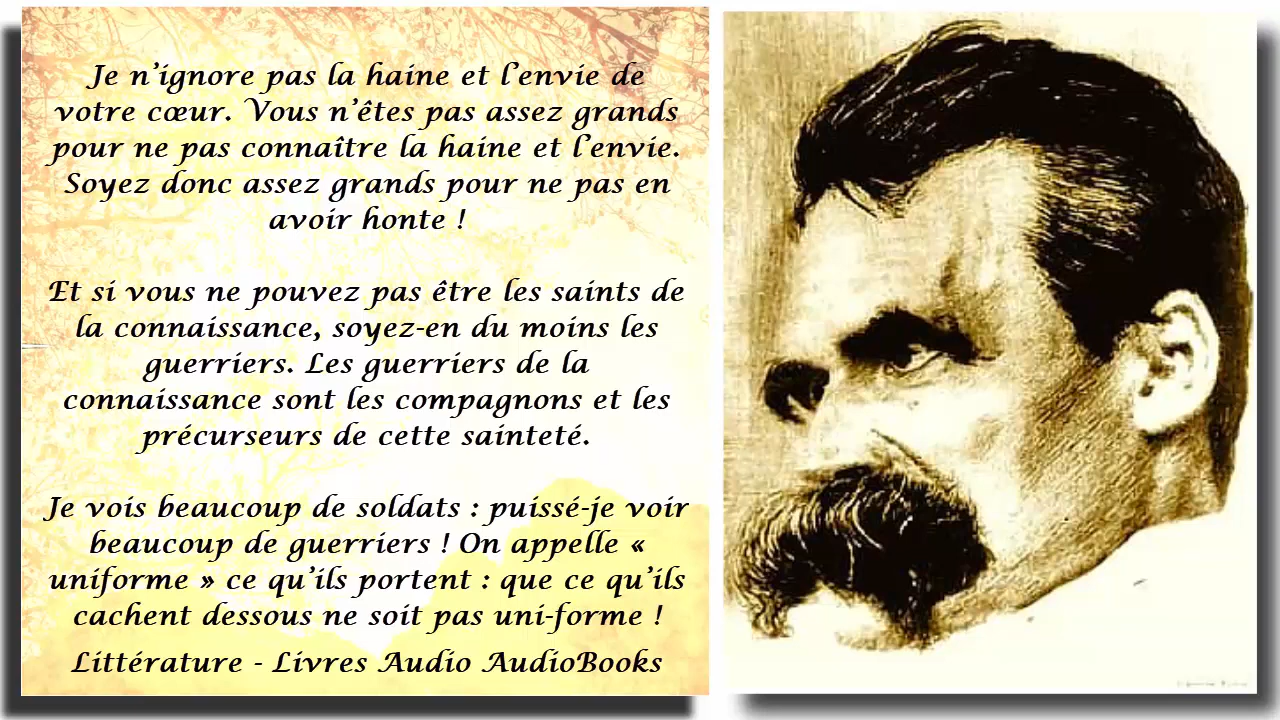 Je n'ignore pas la haine et l'envie de
votre cœur. Vous n'êtes pas assez grands
pour ne pas connaître la haine et l'envie.
Soyez donc assez grands pour ne pas en
avoir honte !
Et si vous ne pouvez pas être les saints de
la connaissance, soyez-en du moins les
guerriers. Les guerriers de la
connaissance sont les compagnons et les
précurseurs de cette sainteté.
Je vois beaucoup de soldats : puissé-je voir
beaucoup de guerriers ! On appelle «
uniforme » ce qu'ils portent : que ce qu'ils
cachent dessous ne soit pas uni-forme !
Littérature - Livres Audio AudioBooks